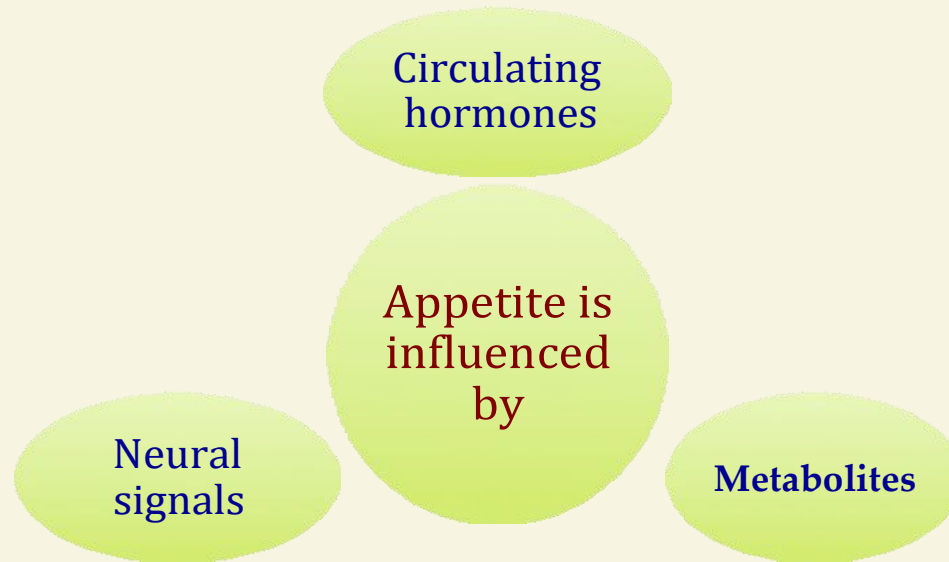 Circulating
hormones
Appetite is
influenced
by
Neural
signals
Metabolites